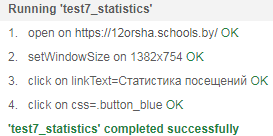 Running 'test7_statistics'
1. open on https://12orsha.schools.by/ OK
2. setWindowSize on 1382x754 OK
3. click on linkText=Статистика посещений OK
4. click on css=.button_blue OK
'test7_statistics' completed successfully